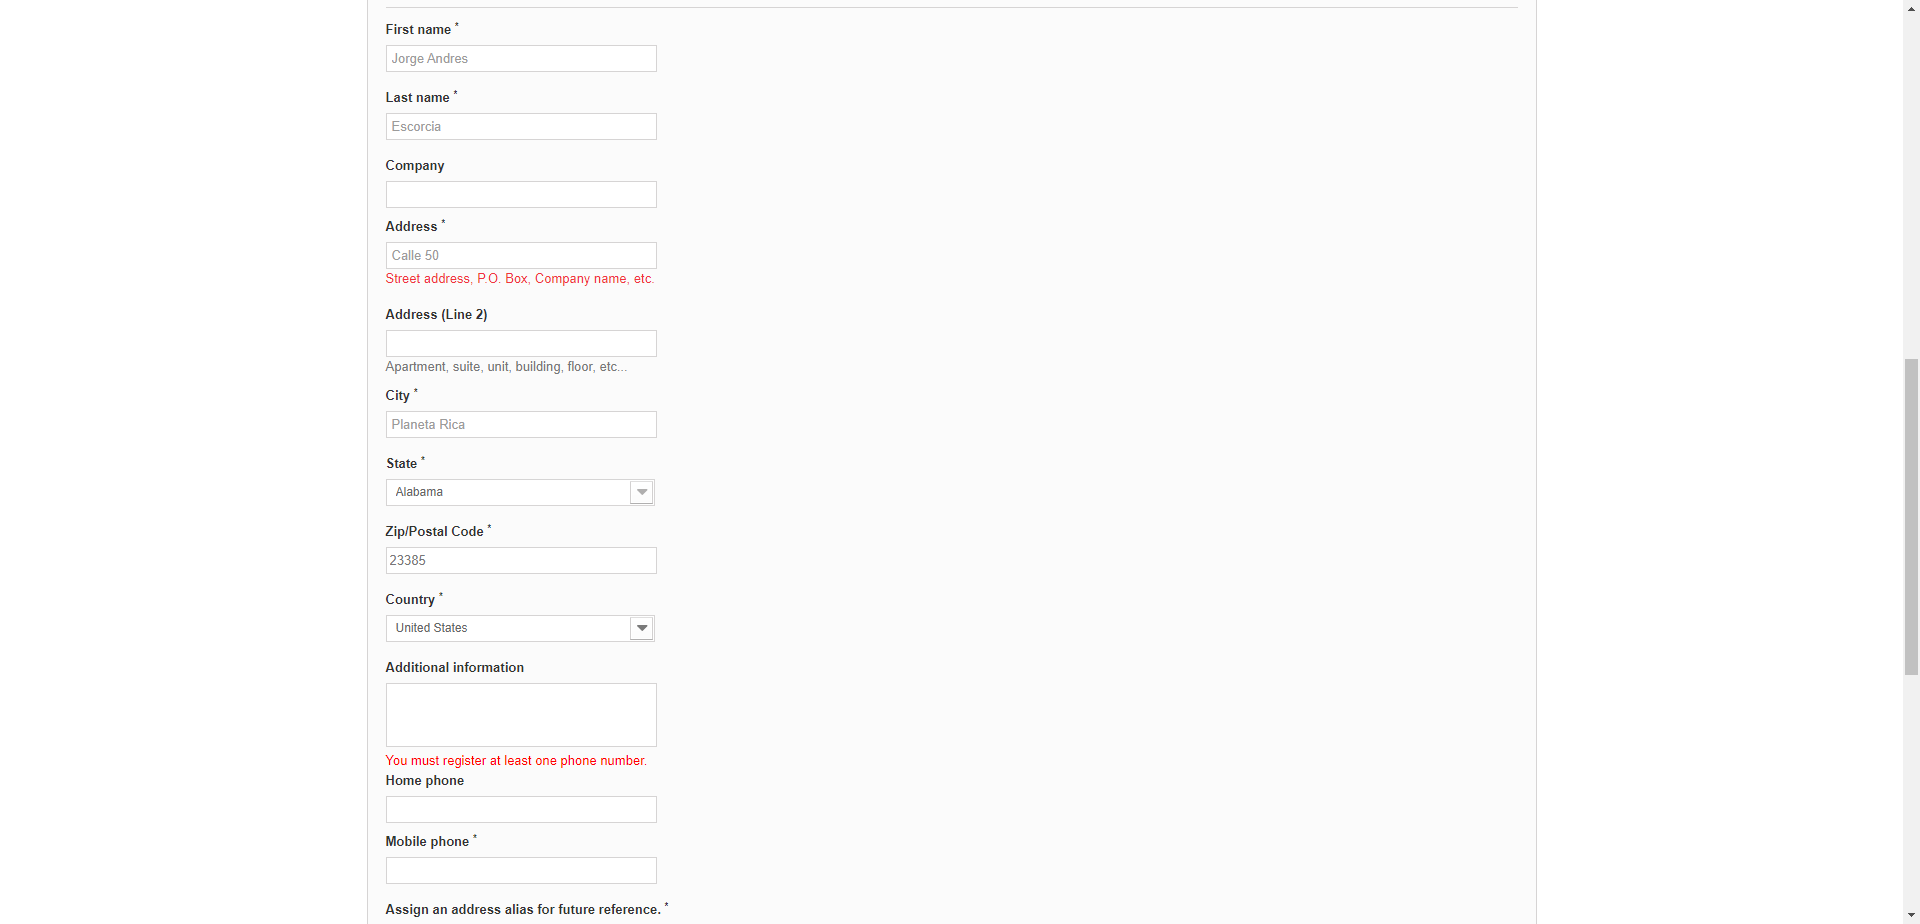 First name *
Jorge Andres
Last name *
Escorcia
Company
Address *
Calle 50
Street address, P.O. Box, Company name, etc.
Address (Line 2)
Apartment, suite, unit, building, floor, etc...
City *
Planeta Rica
State *
Alabama
Zip/Postal Code *
23385
Country *
United States
Additional information
You must register at least one phone number.
Home phone
Mobile phone *
Assign an address alias for future reference. *